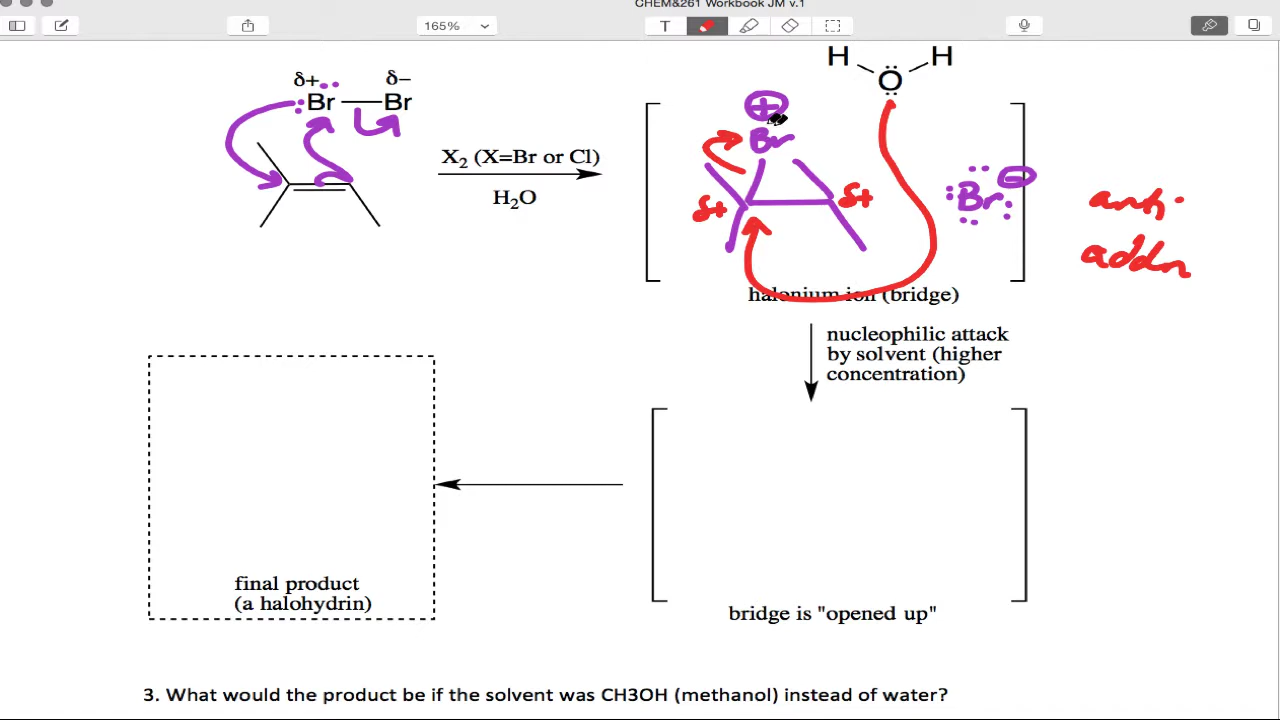 CHEM&261 Workbook JM v.1
165%
T
δ+ δ−
:Br — Br
X2 (X=Br or Cl)
H2O
H H
O
+
Br
δ+ δ+
Br −
anti
addn
halonium ion (bridge)
nucleophilic attack
by solvent (higher
concentration)
final product
(a halohydrin)
bridge is "opened up"
3. What would the product be if the solvent was CH3OH (methanol) instead of water?